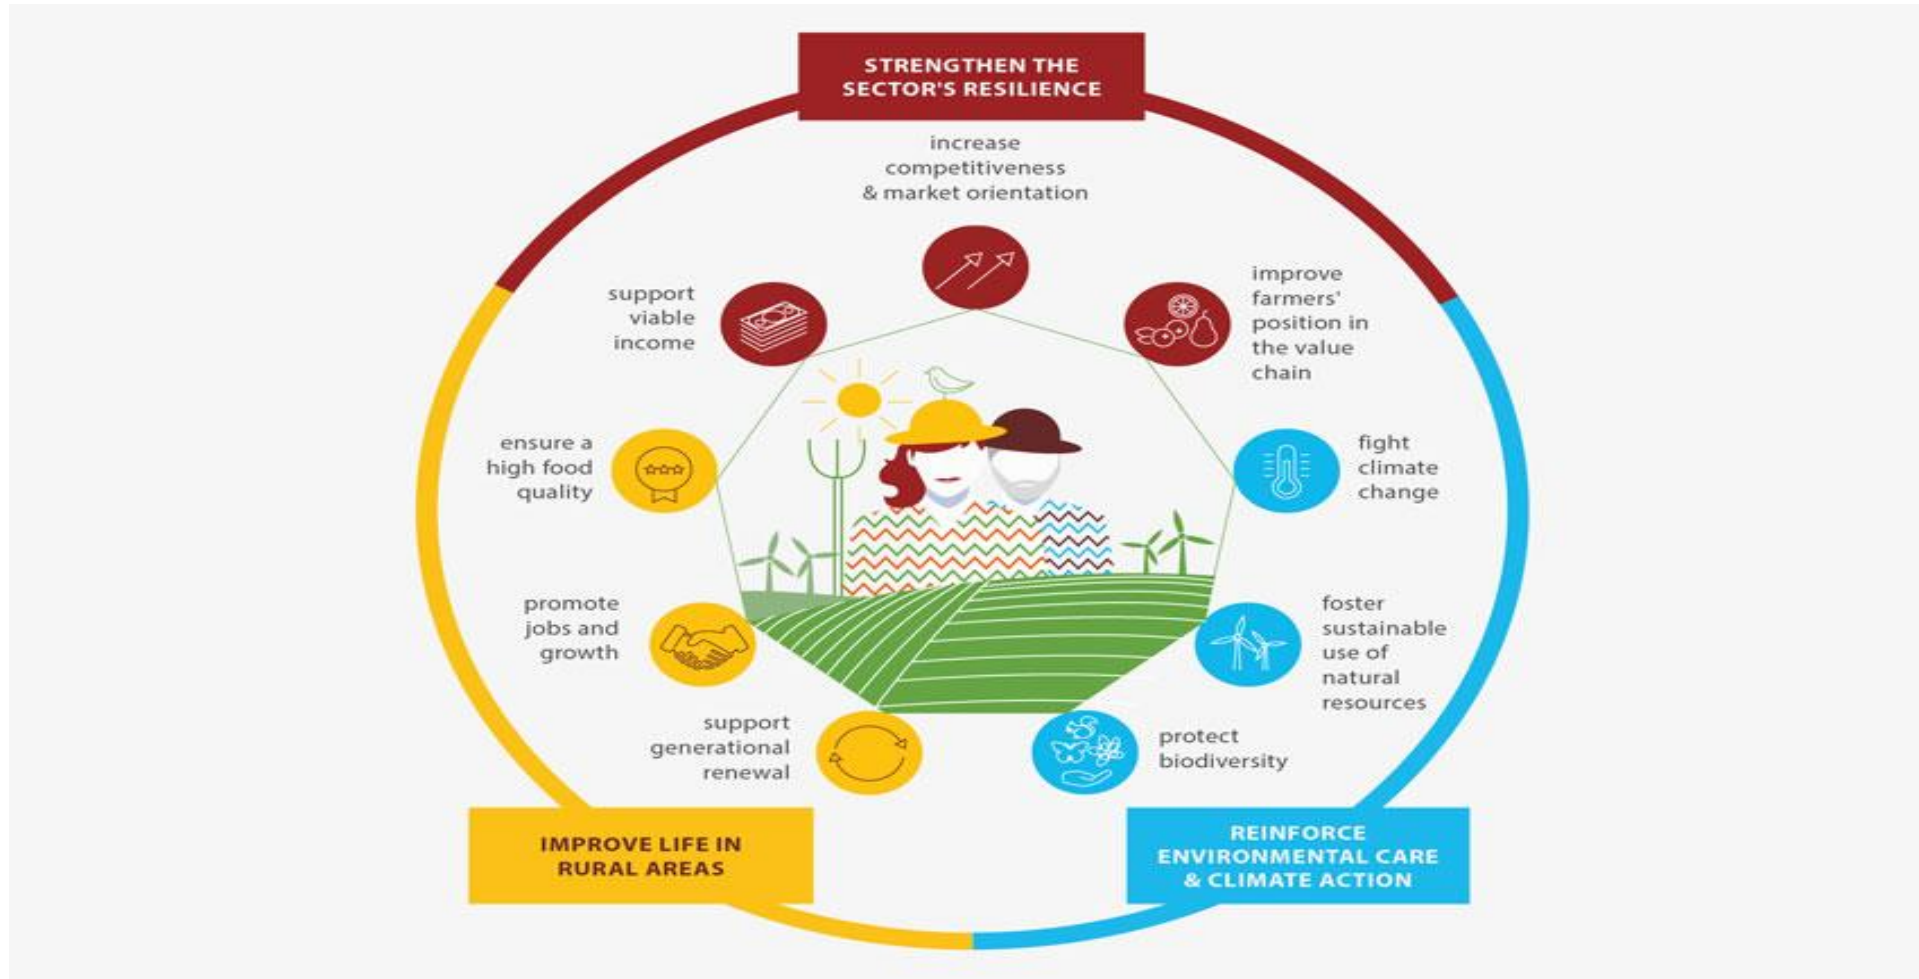 STRENGTHEN THE
SECTOR'S RESILIENCE
increase
competitiveness
& market orientation
support
viable
income
improve
farmers'
position in
the value
chain
ensure a
high food
quality
fight
climate
change
promote
jobs and
growth
foster
sustainable
use of
natural
resources
support
generational
renewal
protect
biodiversity
IMPROVE LIFE IN
RURAL AREAS
REINFORCE
ENVIRONMENTAL CARE
& CLIMATE ACTION